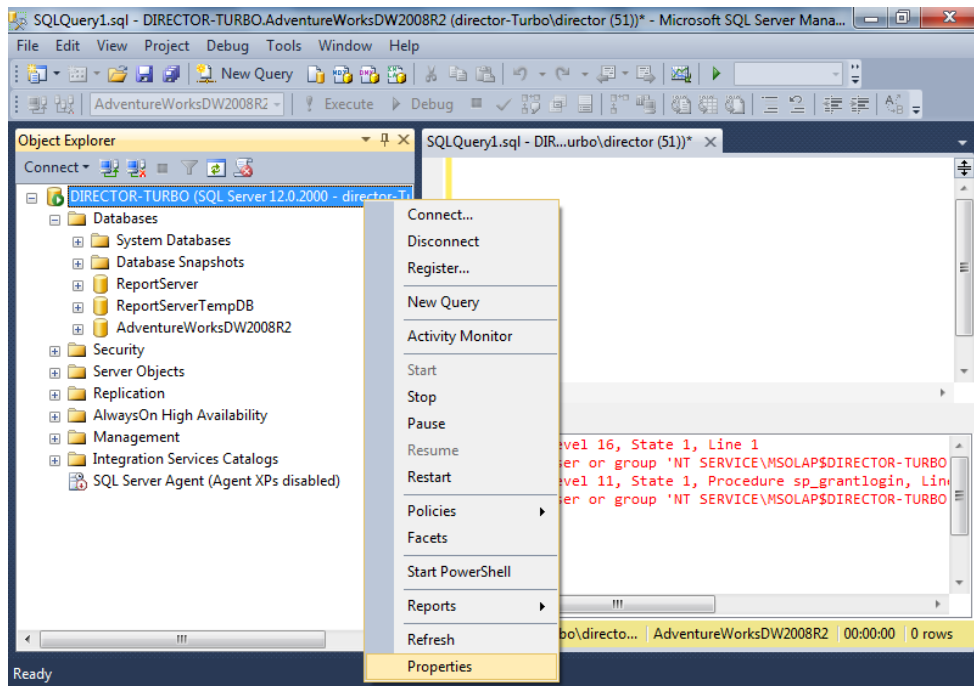 SQLQuery1.sql - DIRECTOR-TURBO.AdventureWorksDW2008R2 (director-Turbo\director (51))* - Microsoft SQL Server Mana...
File Edit View Project Debug Tools Window Help
New Query
AdventureWorksDW2008R2 Execute Debug
Object Explorer
SQLQuery1.sql - DIR...urbo\director (51))*
Connect
DIRECTOR-TURBO (SQL Server 12.0.2000 - director-Tu
Databases
System Databases
Database Snapshots
ReportServer
ReportServerTempDB
AdventureWorksDW2008R2
Security
Server Objects
Replication
AlwaysOn High Availability
Management
Integration Services Catalogs
SQL Server Agent (Agent XPs disabled)
Connect...
Disconnect
Register...
New Query
Activity Monitor
Start
Stop
Pause
Resume
Restart
Policies
Facets
Start PowerShell
Reports
Refresh
Properties
evel 16, State 1, Line 1
ser or group 'NT SERVICE\MSOLAP$DIRECTOR-TURBO
evel 11, State 1, Procedure sp_grantlogin, Lin
ser or group 'NT SERVICE\MSOLAP$DIRECTOR-TURBO
bo\directo... AdventureWorksDW2008R2 00:00:00 0 rows
Ready